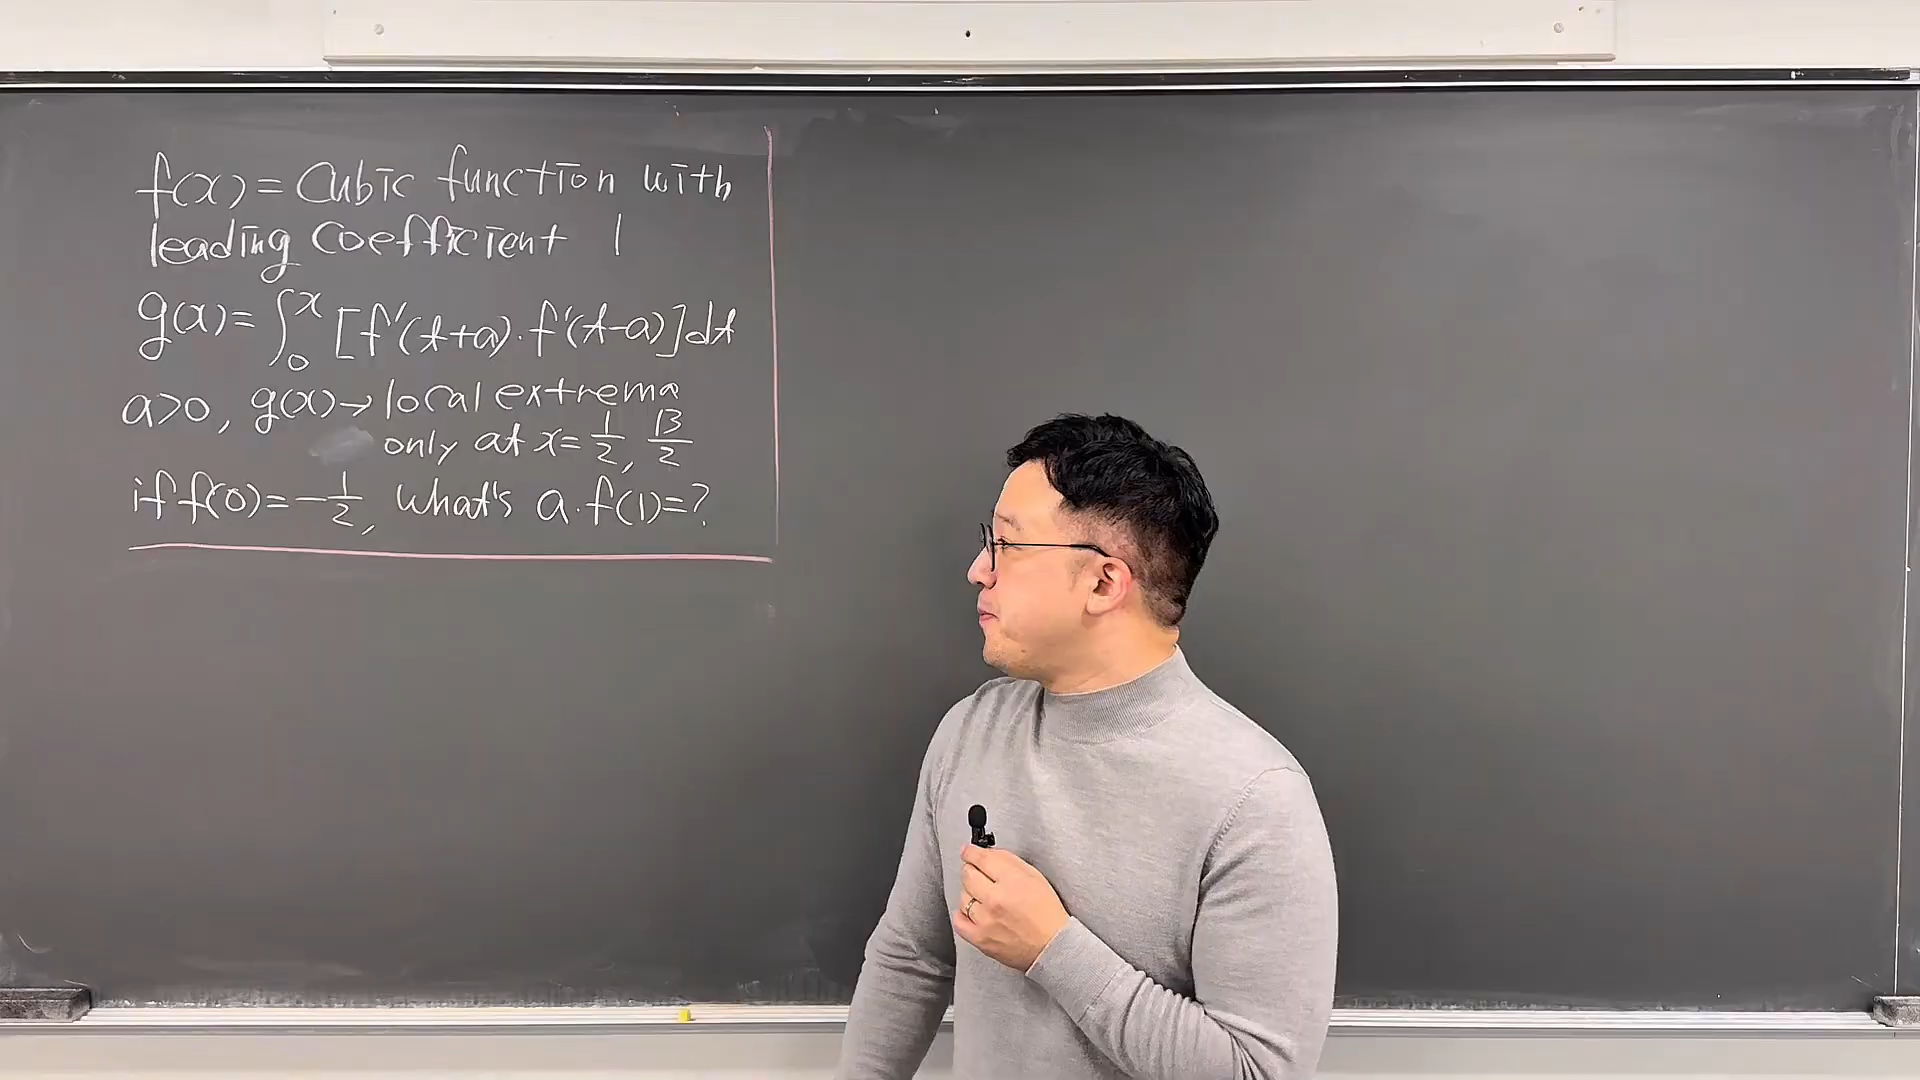 f(x) = Cubic function with
leading coefficient 1
g(x) = ∫₀ˣ [f'(t+a)·f'(t-a)]dt
a>0, g(x)→local extrema
only at x= 1/2, 13/2
if f(0)=-1/2, What's a·f(1)=?